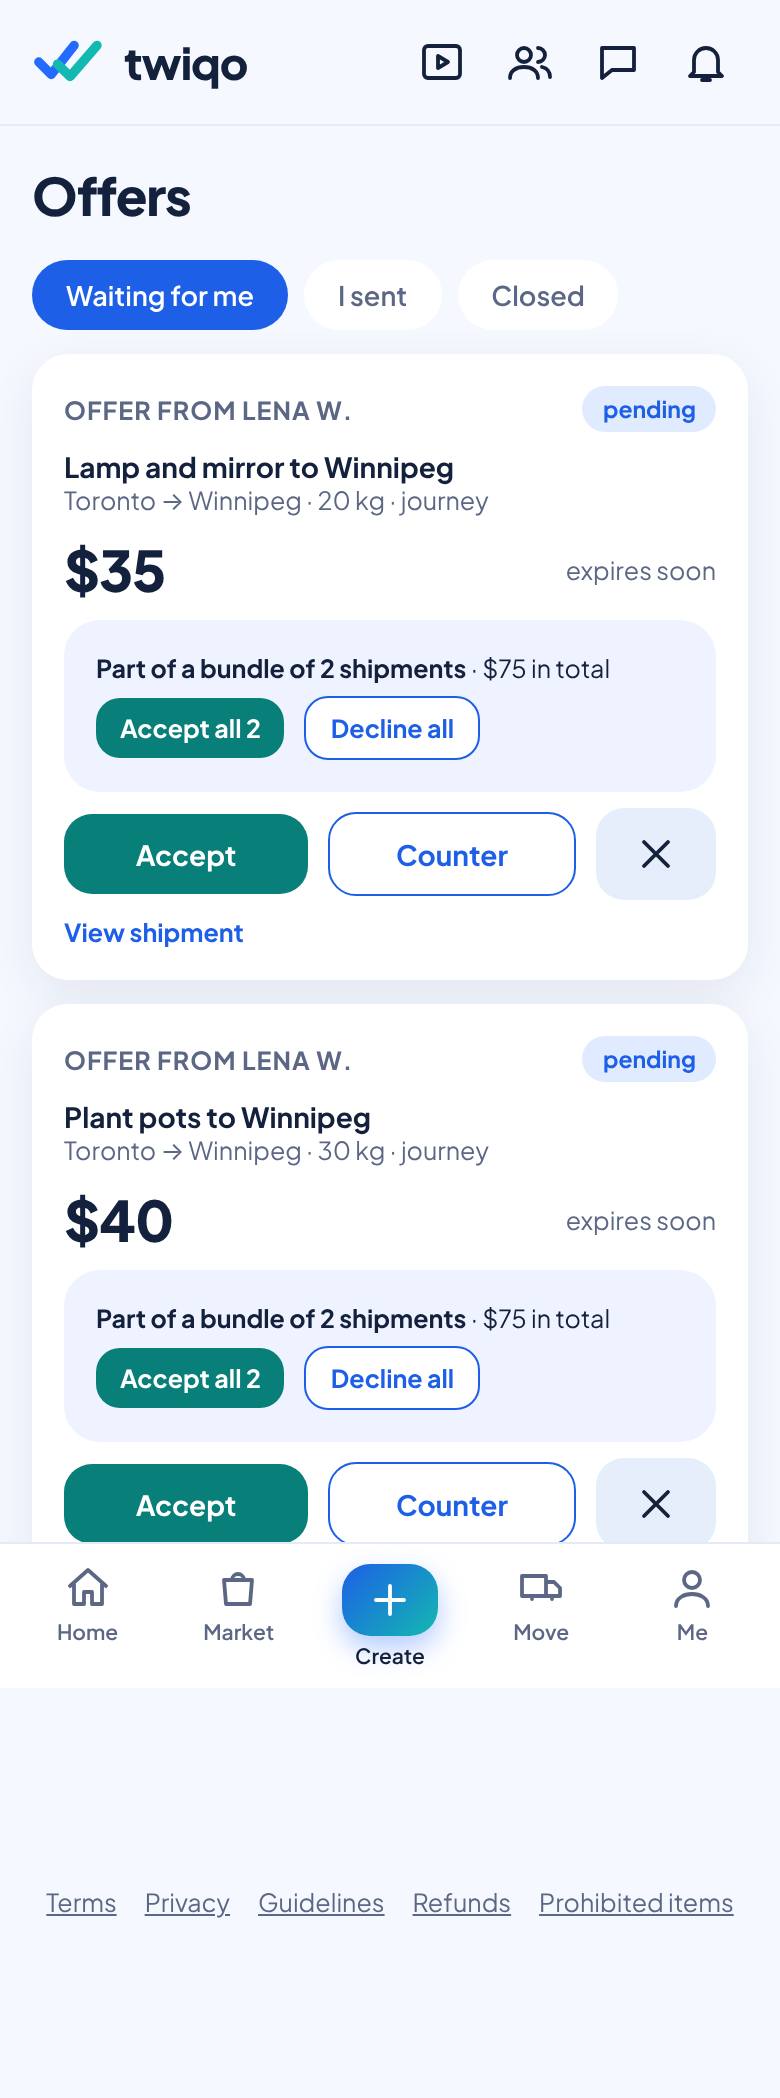 twiqo
Offers
Waiting for me
I sent
Closed
OFFER FROM LENA W.
pending
Lamp and mirror to Winnipeg
Toronto → Winnipeg · 20 kg · journey
$35
expires soon
Part of a bundle of 2 shipments · $75 in total
Accept all 2
Decline all
Accept
Counter
View shipment
OFFER FROM LENA W.
pending
Plant pots to Winnipeg
Toronto → Winnipeg · 30 kg · journey
$40
expires soon
Part of a bundle of 2 shipments · $75 in total
Accept all 2
Decline all
Accept
Counter
Home
Market
Create
Move
Me
Terms
Privacy
Guidelines
Refunds
Prohibited items